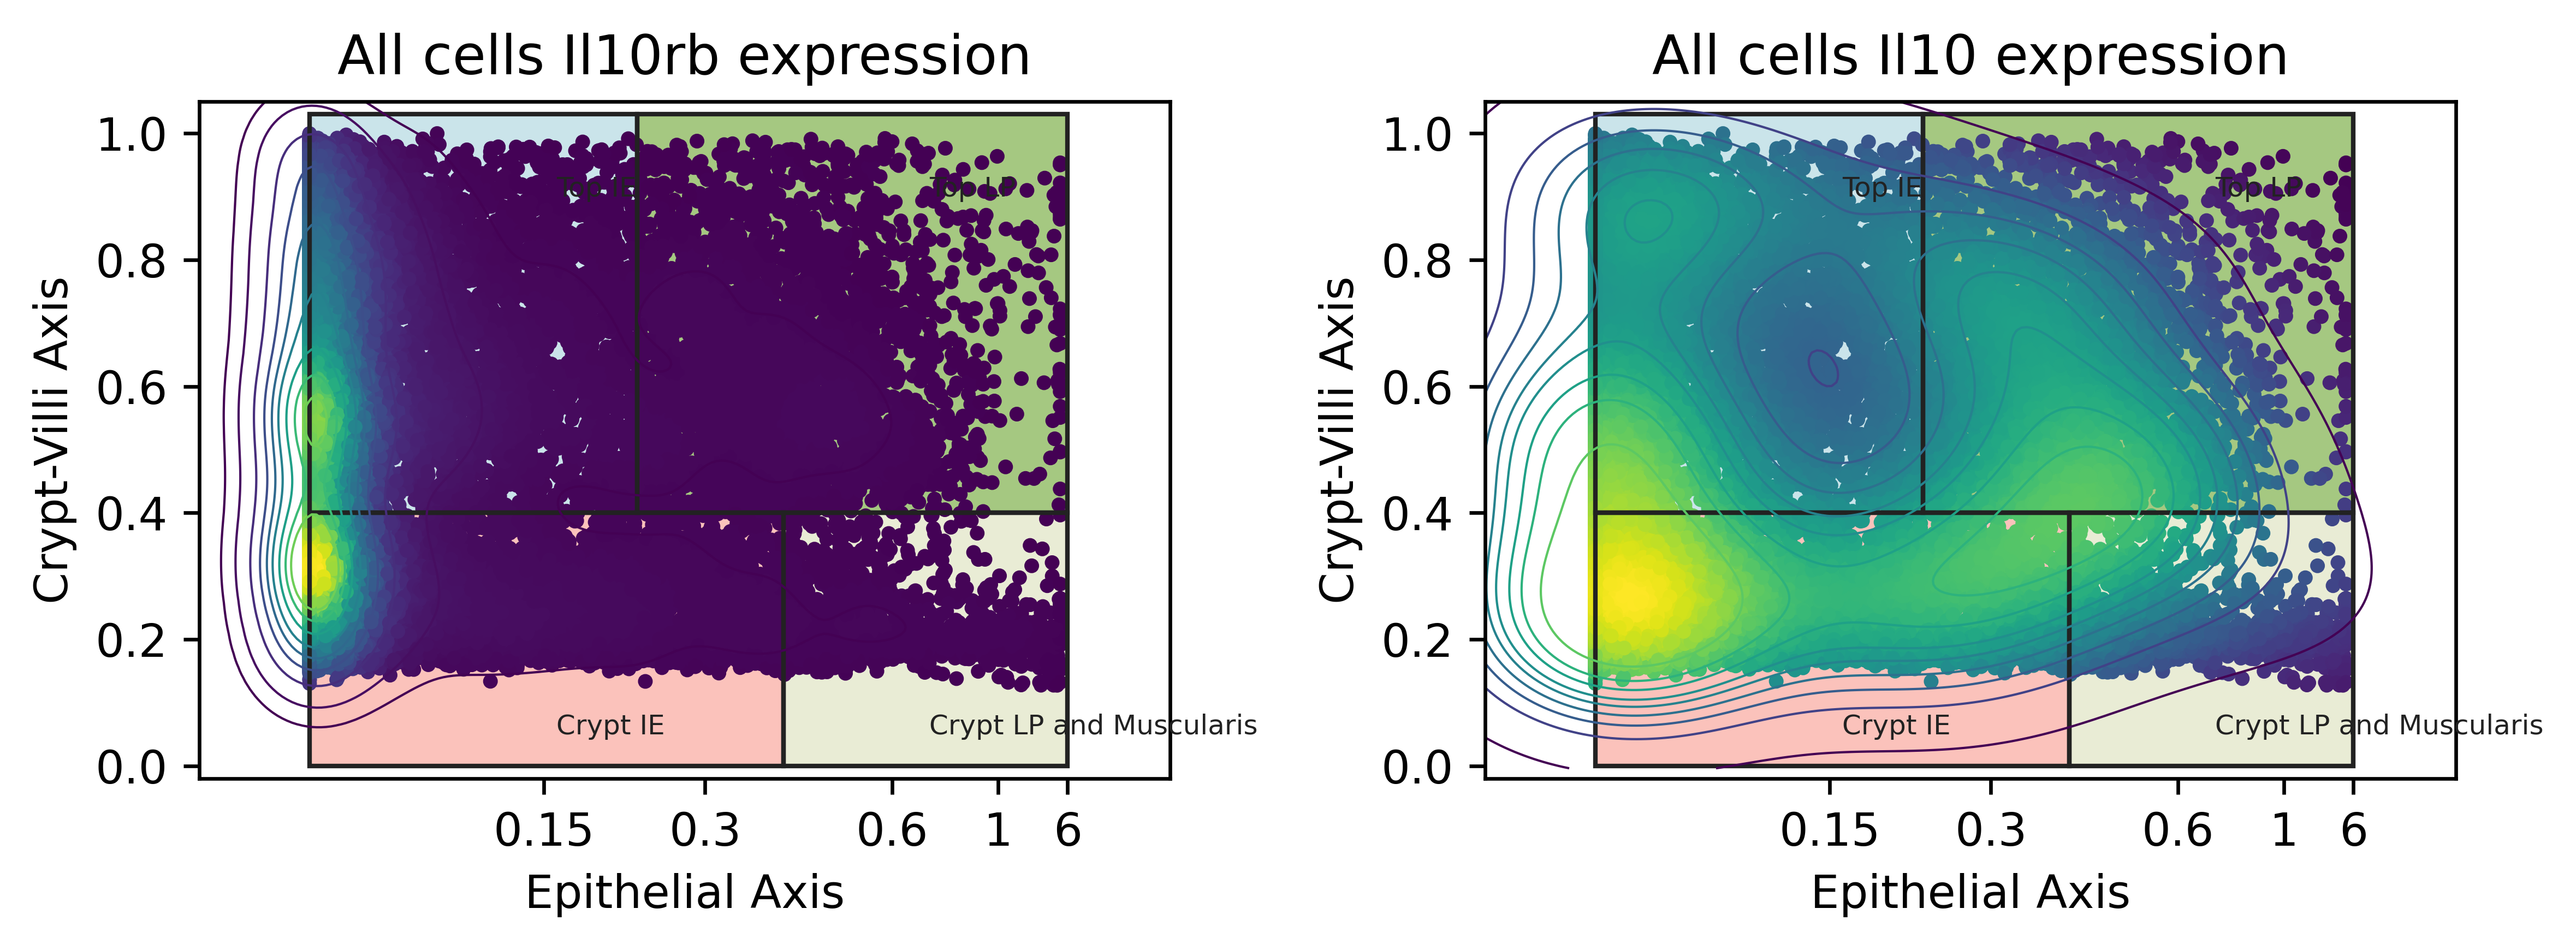 All cells Il10rb expression
Crypt-Villi Axis
1.0
0.8
0.6
0.4
0.2
0.0
Top IE
Top LP
Crypt IE
Crypt LP and Muscularis
0.15 0.3 0.6 1 6
Epithelial Axis
All cells Il10 expression
Crypt-Villi Axis
1.0
0.8
0.6
0.4
0.2
0.0
Top IE
Top LP
Crypt IE
Crypt LP and Muscularis
0.15 0.3 0.6 1 6
Epithelial Axis